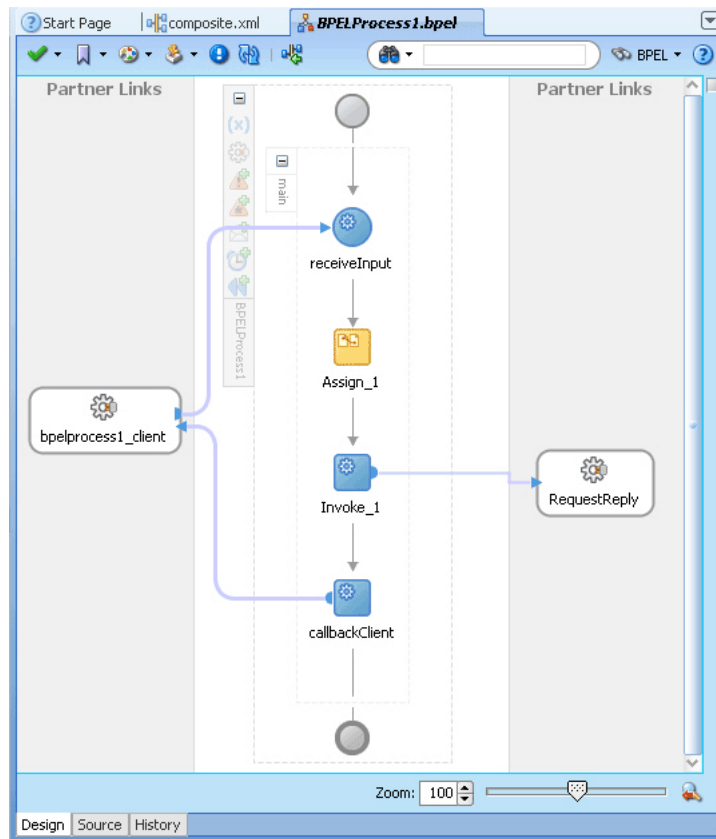 Start Page
composite.xml
BPELProcess1.bpel
BPEL
Partner Links
Partner Links
(x)
main
receiveInput
BPELProcess1
Assign_1
bpelprocess1_client
Invoke_1
RequestReply
callbackClient
Zoom: 100
Design Source History